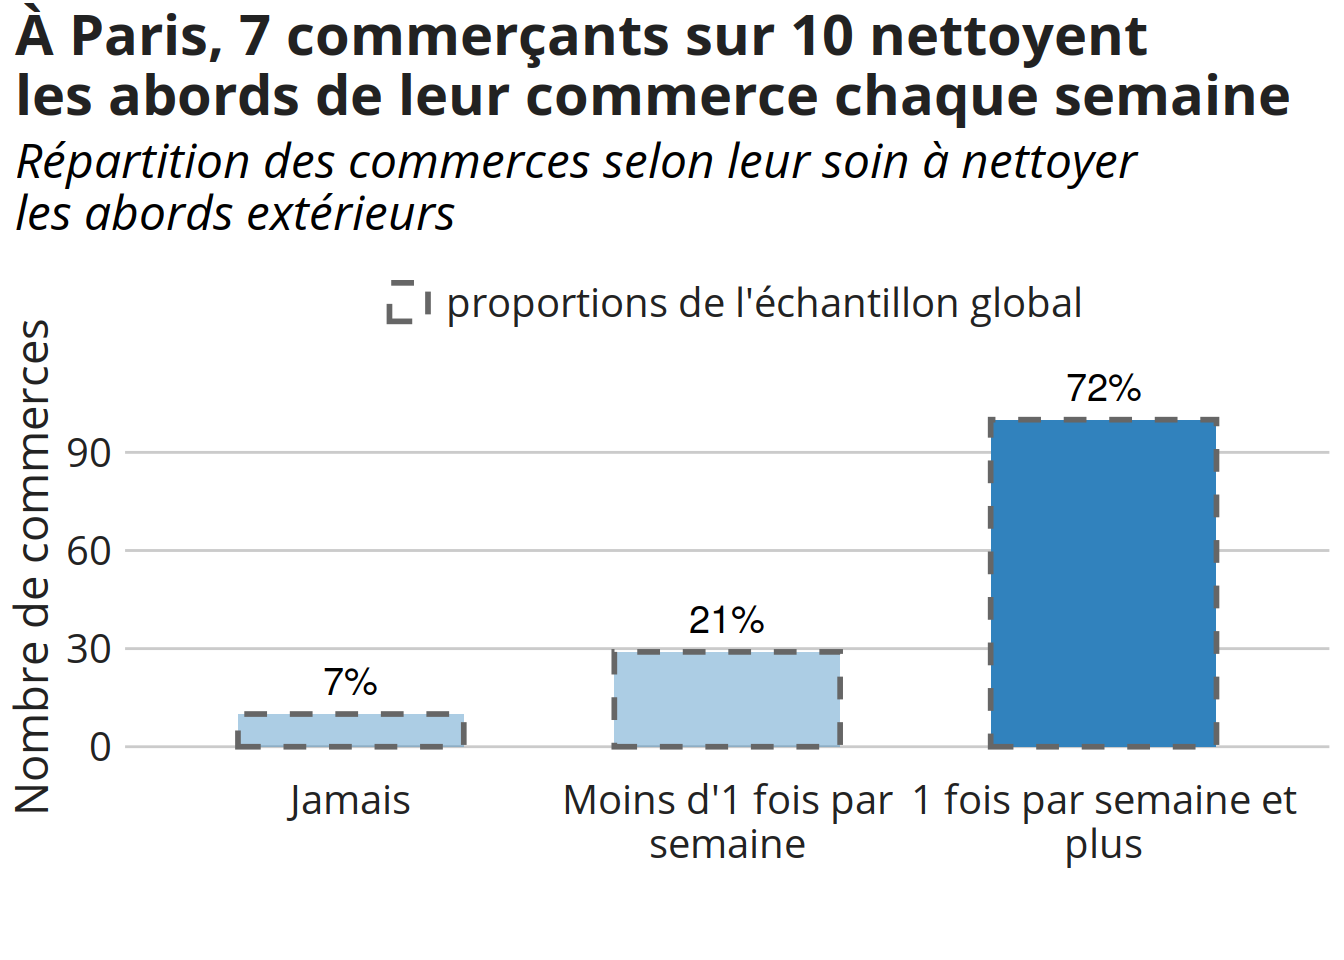 À Paris, 7 commerçants sur 10 nettoyent
les abords de leur commerce chaque semaine
Répartition des commerces selon leur soin à nettoyer
les abords extérieurs
proportions de l'échantillon global
Nombre de commerces
90
60
30
0
7%
21%
72%
Jamais
Moins d'1 fois par
semaine
1 fois par semaine et
plus